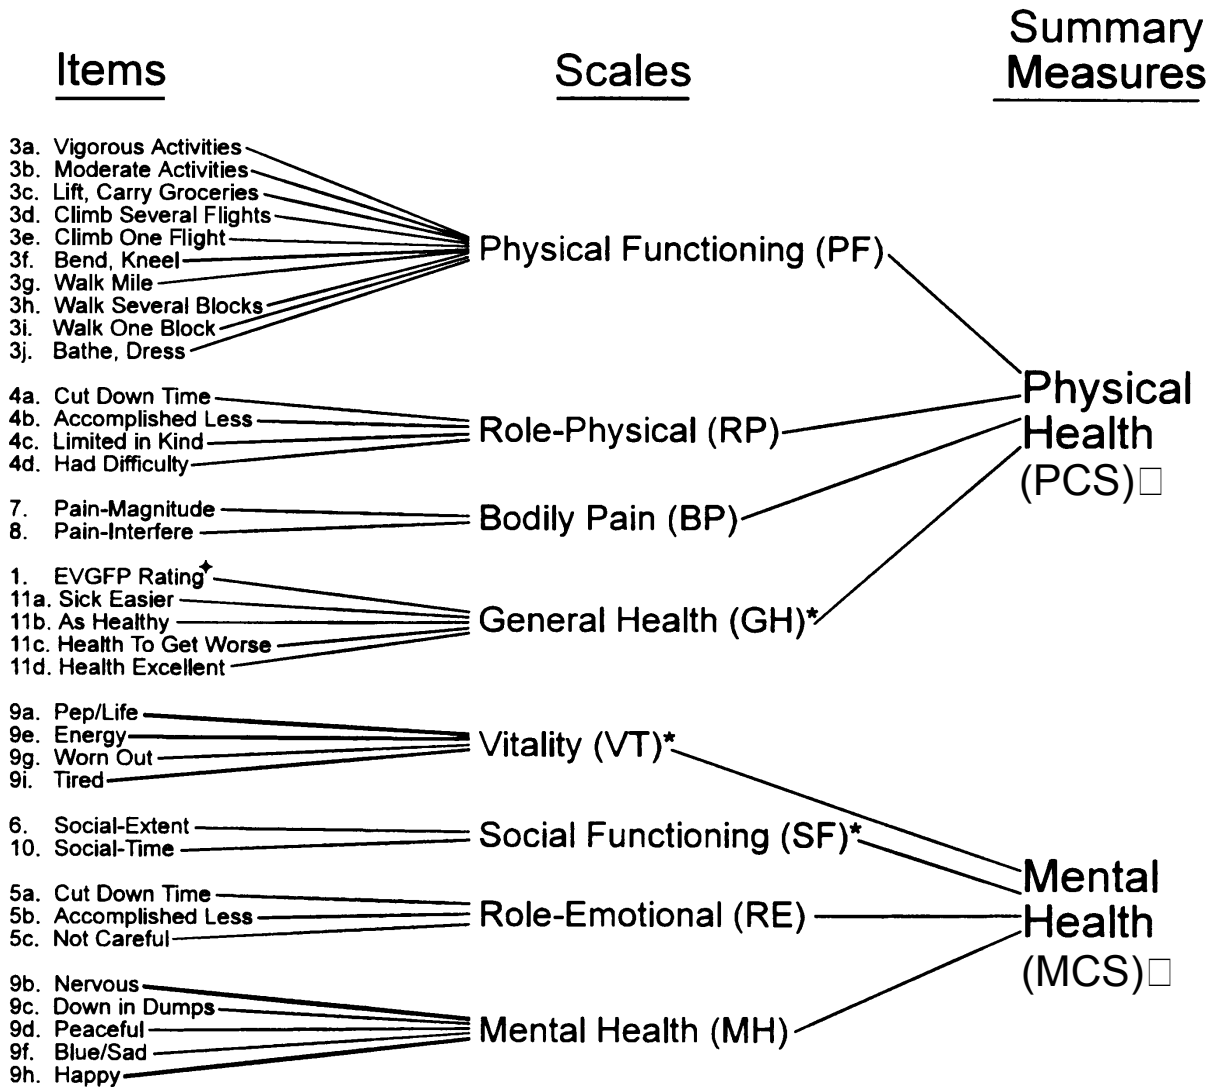 Items
Scales
Summary
Measures
3a. Vigorous Activities
3b. Moderate Activities
3c. Lift, Carry Groceries
3d. Climb Several Flights
3e. Climb One Flight
3f. Bend, Kneel
3g. Walk Mile
3h. Walk Several Blocks
3i. Walk One Block
3j. Bathe, Dress
Physical Functioning (PF)
4a. Cut Down Time
4b. Accomplished Less
4c. Limited in Kind
4d. Had Difficulty
Role-Physical (RP)
7. Pain-Magnitude
8. Pain-Interfere
Bodily Pain (BP)
1. EVGFP Rating✦
11a. Sick Easier
11b. As Healthy
11c. Health To Get Worse
11d. Health Excellent
General Health (GH)*
Physical
Health
(PCS)□
9a. Pep/Life
9e. Energy
9g. Worn Out
9i. Tired
Vitality (VT)*
6. Social-Extent
10. Social-Time
Social Functioning (SF)*
5a. Cut Down Time
5b. Accomplished Less
5c. Not Careful
Role-Emotional (RE)
9b. Nervous
9c. Down in Dumps
9d. Peaceful
9f. Blue/Sad
9h. Happy
Mental Health (MH)
Mental
Health
(MCS)□